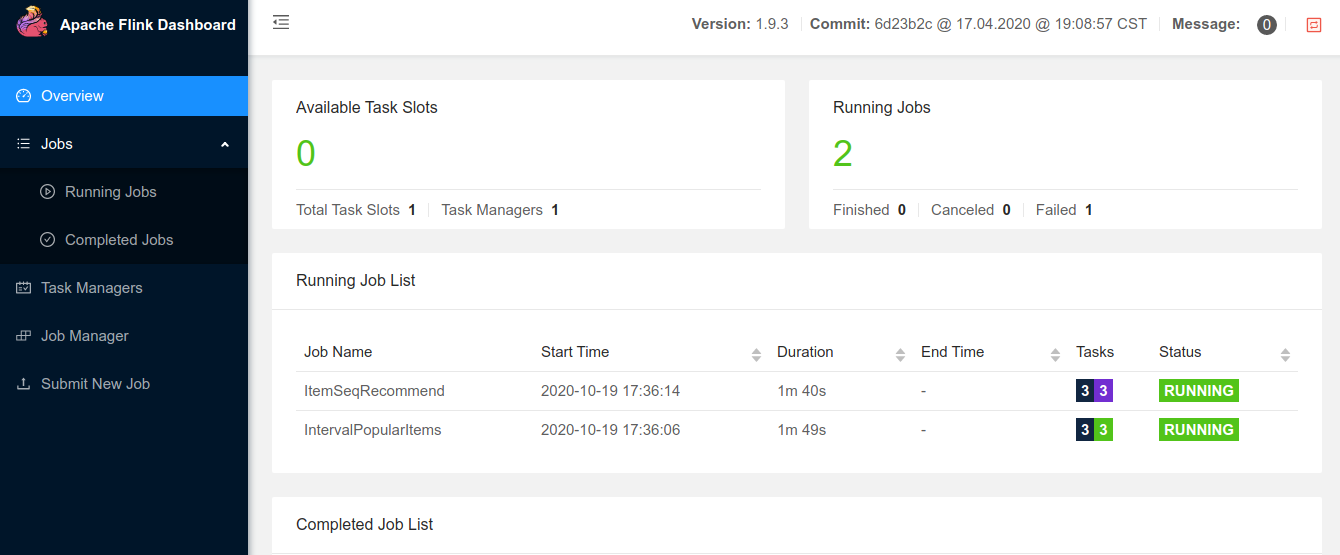 Apache Flink Dashboard
Version: 1.9.3 Commit: 6d23b2c @ 17.04.2020 @ 19:08:57 CST Message: 0
Overview
Jobs
Running Jobs
Completed Jobs
Task Managers
Job Manager
Submit New Job
Available Task Slots
0
Total Task Slots 1 Task Managers 1
Running Jobs
2
Finished 0 Canceled 0 Failed 1
Running Job List
Job Name Start Time Duration End Time Tasks Status
ItemSeqRecommend 2020-10-19 17:36:14 1m 40s - 3 3 RUNNING
IntervalPopularItems 2020-10-19 17:36:06 1m 49s - 3 3 RUNNING
Completed Job List